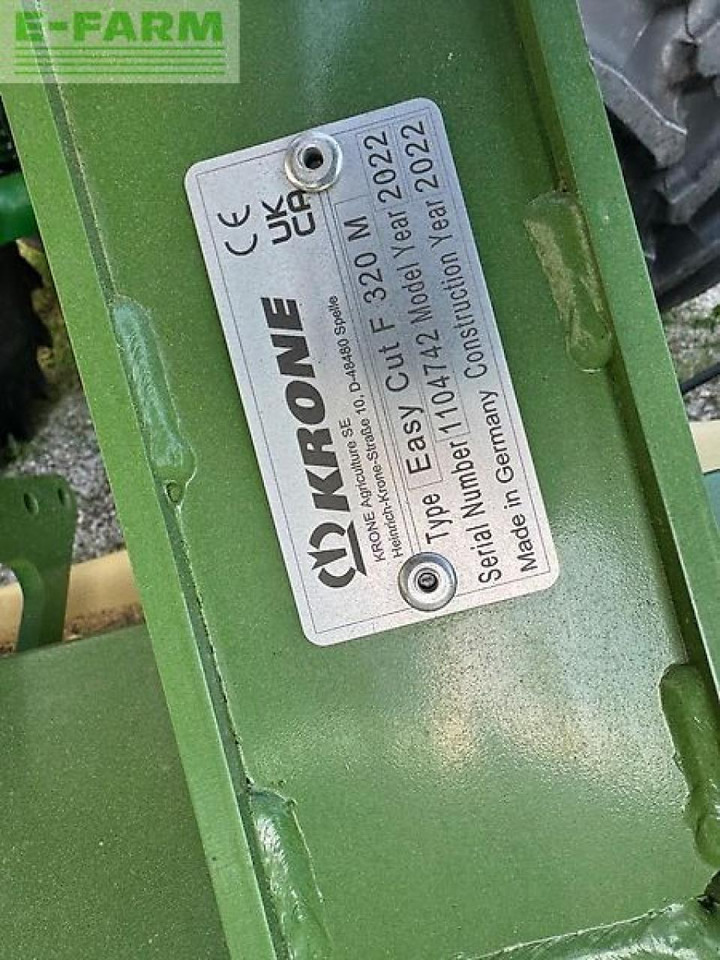 E-FARM
CE UK CA
KRONE
KRONE Agriculture SE
Heinrich-Krone-Straße 10, D-48480 Spelle
Type Easy Cut F 320 M
Serial Number 1104742 Model Year 2022
Made in Germany Construction Year 2022